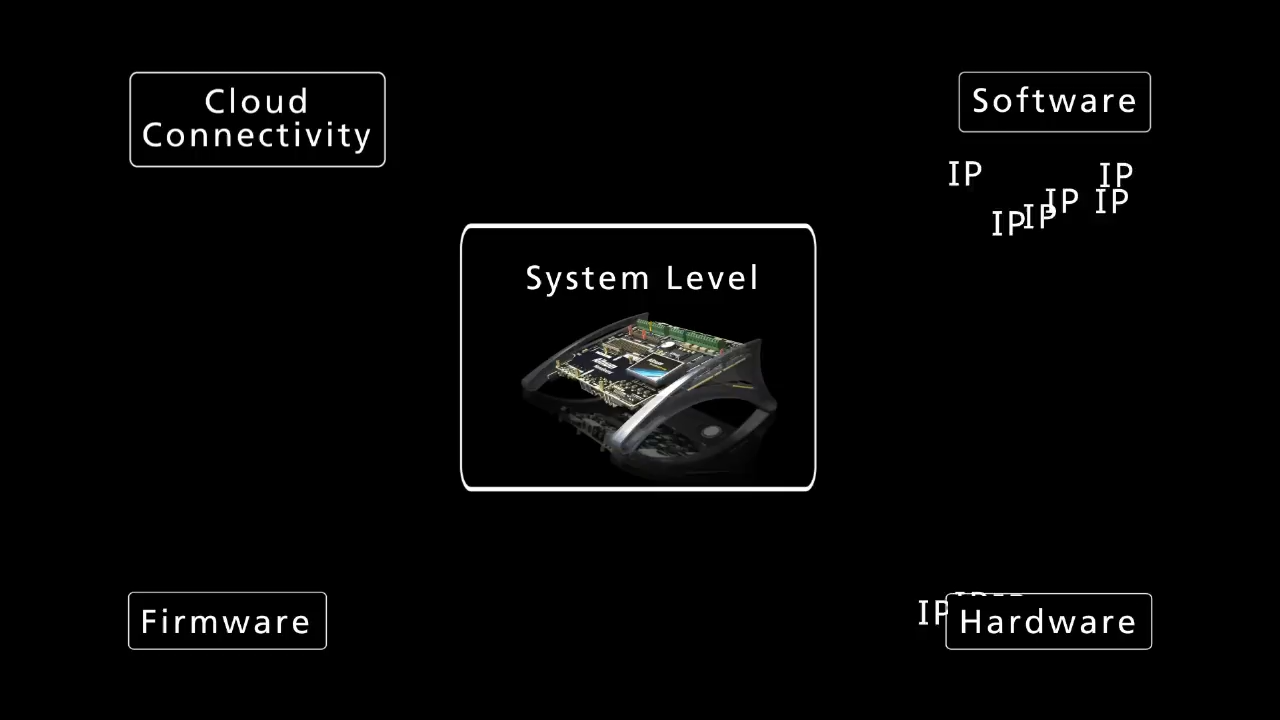 Cloud
Connectivity
Software
IP
IP
IP
IP
IP
IP
System Level
Firmware
IP
Hardware